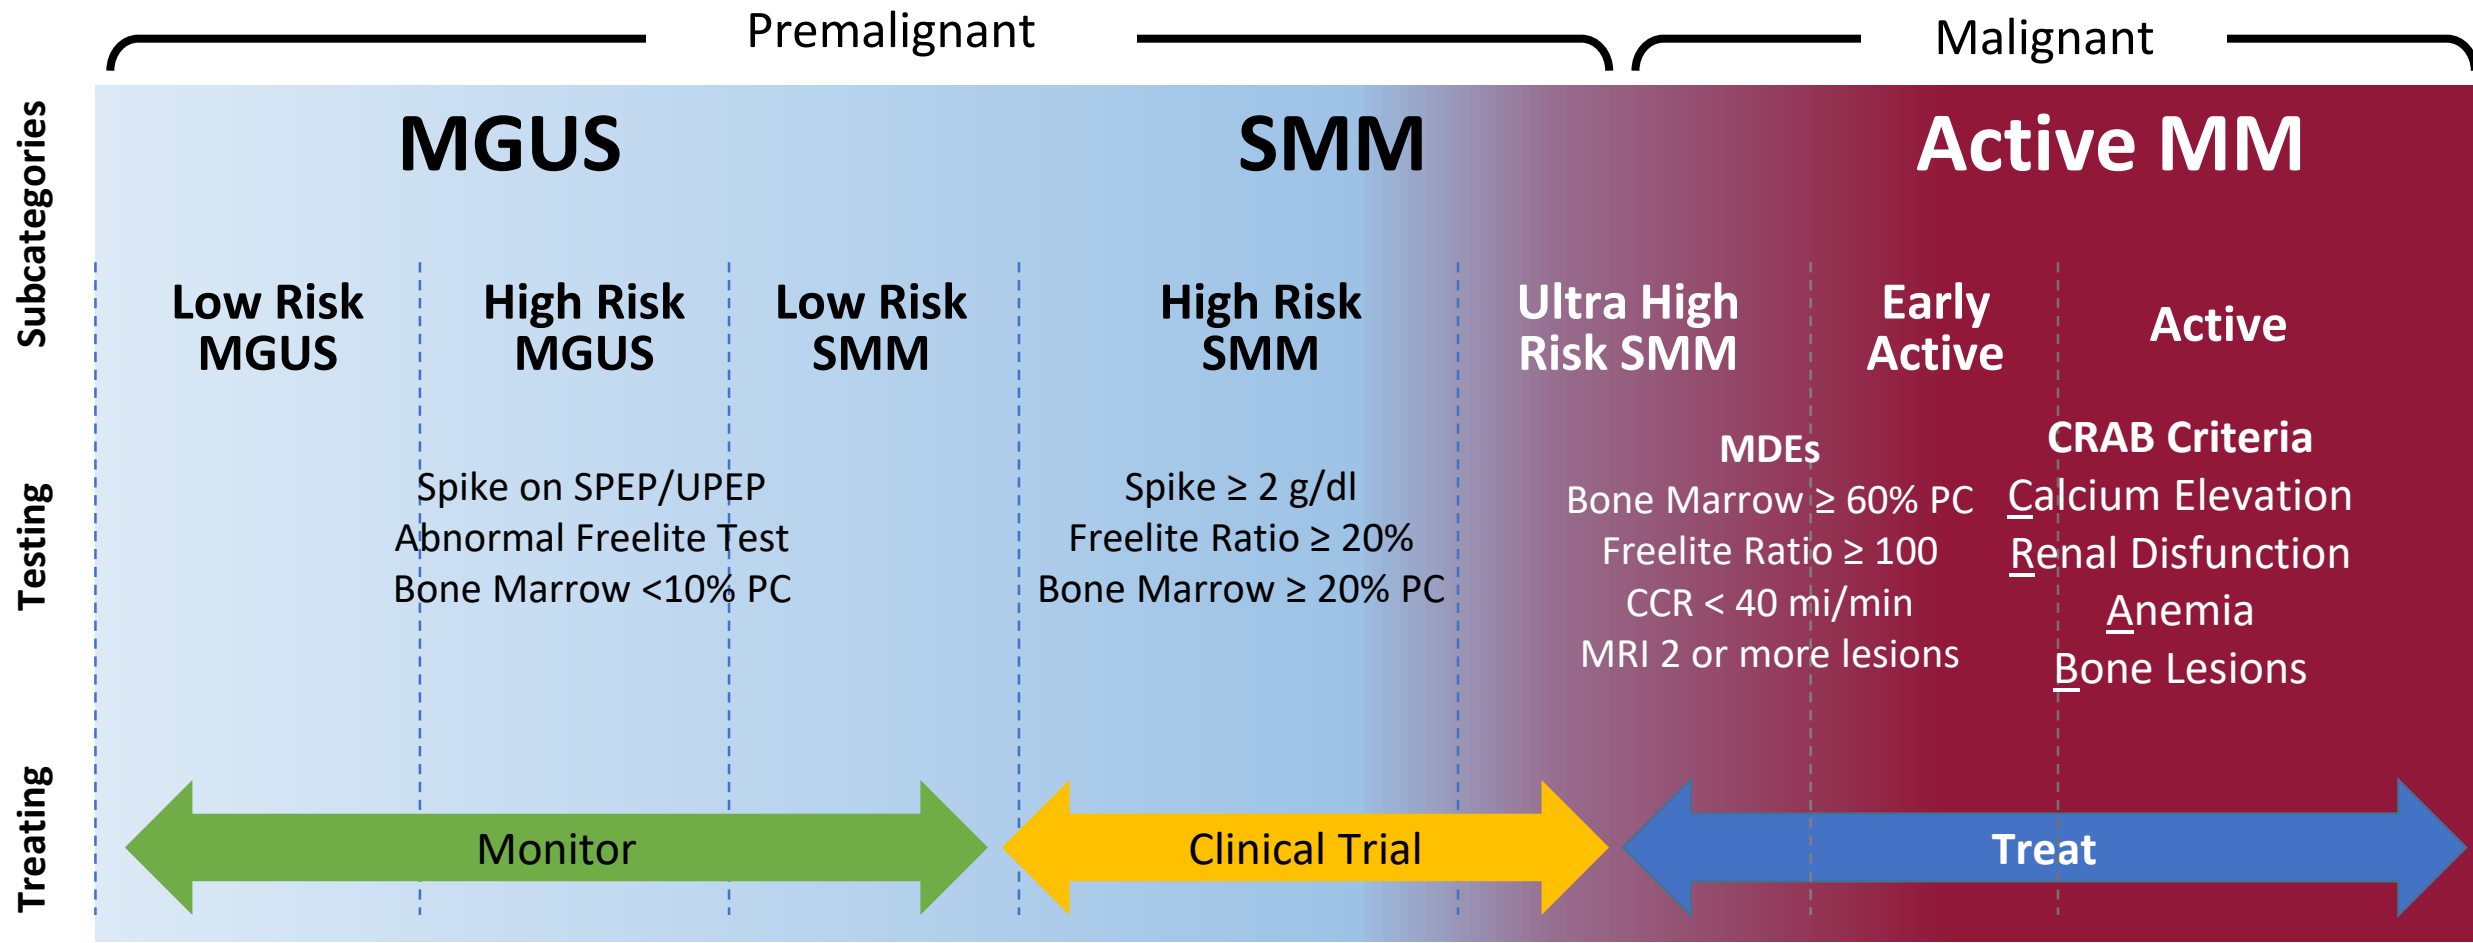 Premalignant
Malignant
Subcategories
MGUS
SMM
Active MM
Low Risk
MGUS
High Risk
MGUS
Low Risk
SMM
High Risk
SMM
Ultra High
Risk SMM
Early
Active
Active
Testing
Spike on SPEP/UPEP
Abnormal Freelite Test
Bone Marrow <10% PC
Spike ≥ 2 g/dl
Freelite Ratio ≥ 20%
Bone Marrow ≥ 20% PC
MDEs
Bone Marrow ≥ 60% PC
Freelite Ratio ≥ 100
CCR < 40 mi/min
MRI 2 or more lesions
CRAB Criteria
Calcium Elevation
Renal Disfunction
Anemia
Bone Lesions
Treating
Monitor
Clinical Trial
Treat